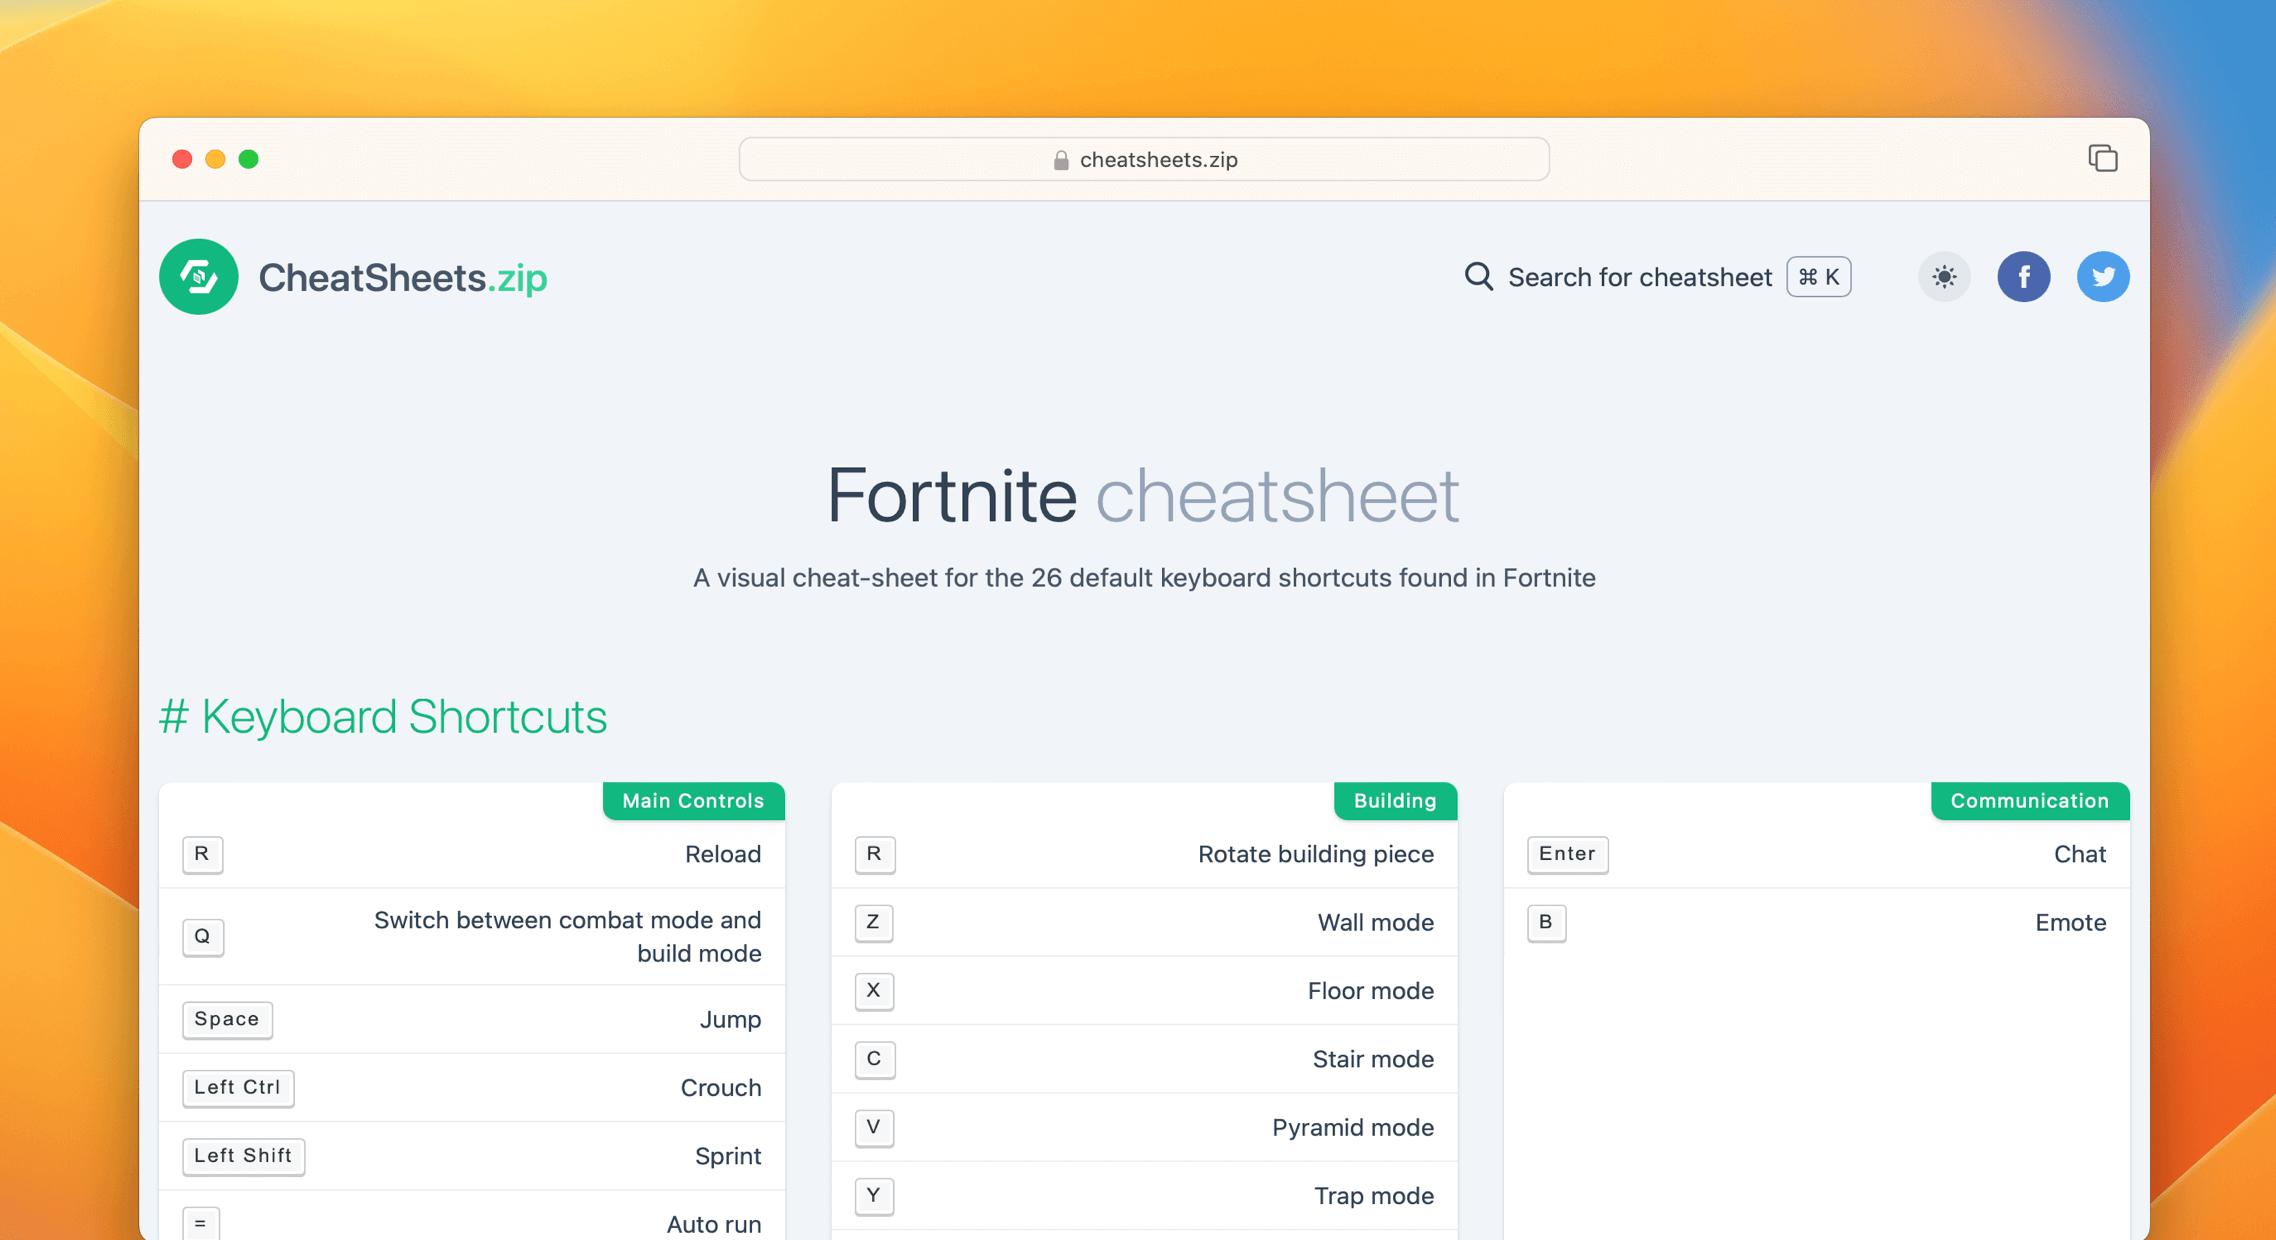 cheatsheets.zip
CheatSheets.zip
Search for cheatsheet ⌘ K
f
Fortnite cheatsheet
A visual cheat-sheet for the 26 default keyboard shortcuts found in Fortnite
# Keyboard Shortcuts
Main Controls
R Reload
Q Switch between combat mode and
build mode
Space Jump
Left Ctrl Crouch
Left Shift Sprint
= Auto run
Building
R Rotate building piece
Z Wall mode
X Floor mode
C Stair mode
V Pyramid mode
Y Trap mode
Communication
Enter Chat
B Emote